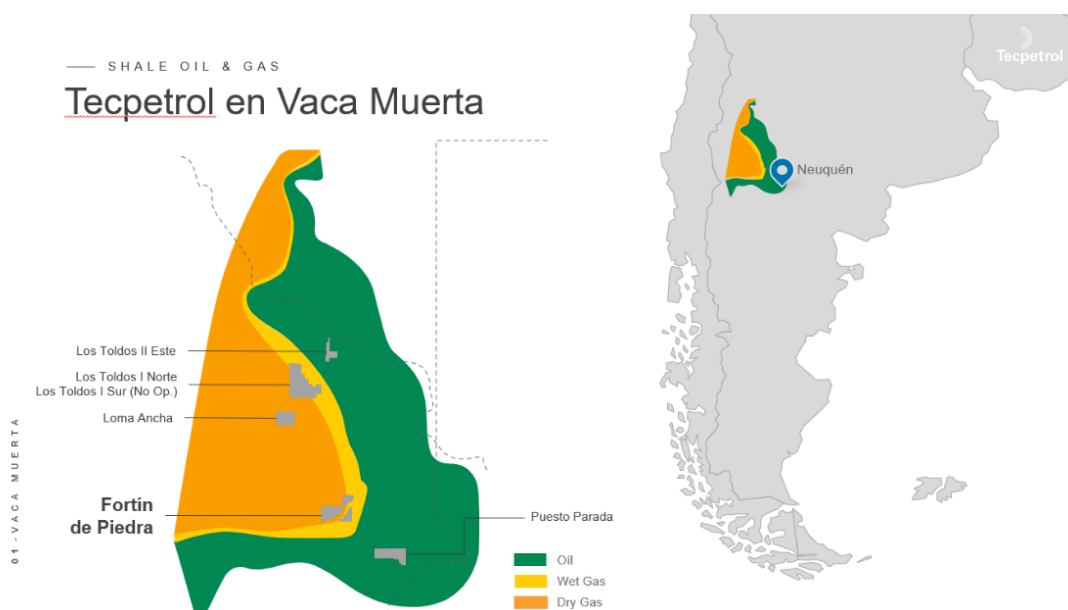 SHALE OIL & GAS
Tecpetrol en Vaca Muerta
Tecpetrol
Neuquén
Los Toldos II Este
Los Toldos I Norte
Los Toldos I Sur (No Op.)
Loma Ancha
Fortín
de Piedra
Puesto Parada
Oil
Wet Gas
Dry Gas
01 - VACA MUERTA